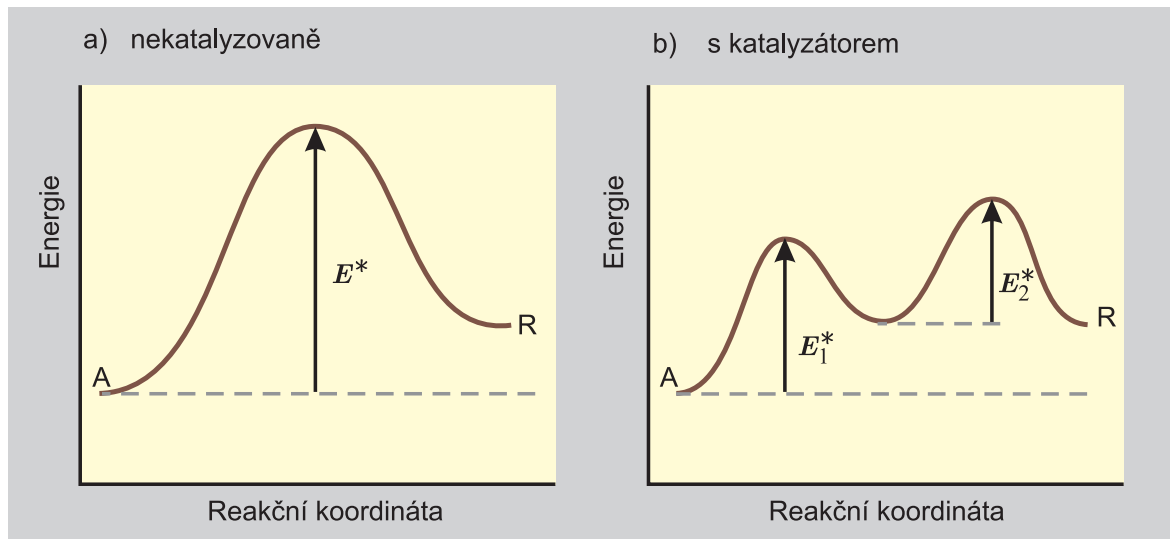 a) nekatalyzovaně
Energie
E*
A
R
Reakční koordináta
b) s katalyzátorem
Energie
E₁*
E₂*
A
R
Reakční koordináta